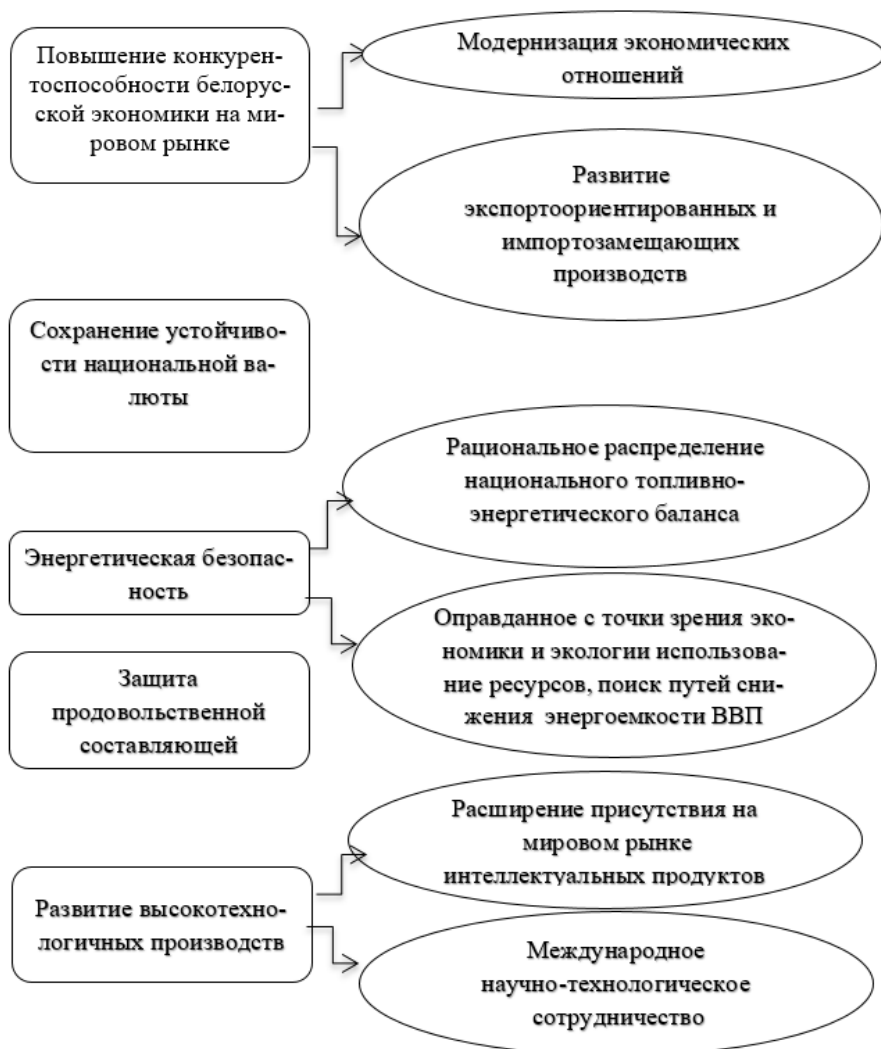 Повышение конкурен-
тоспособности белорус-
ской экономики на ми-
ровом рынке
Модернизация экономических
отношений
Развитие
экспортоориентированных и
импортозамещающих
производств
Сохранение устойчиво-
сти национальной ва-
люты
Рациональное распределение
национального топливно-
энергетического баланса
Энергетическая безопас-
ность
Оправданное с точки зрения эко-
номики и экологии использова-
ние ресурсов, поиск путей сни-
жения энергоемкости ВВП
Защита
продовольственной
составляющей
Расширение присутствия на
мировом рынке
интеллектуальных продуктов
Развитие высокотехно-
логичных производств
Международное
научно-технологическое
сотрудничество